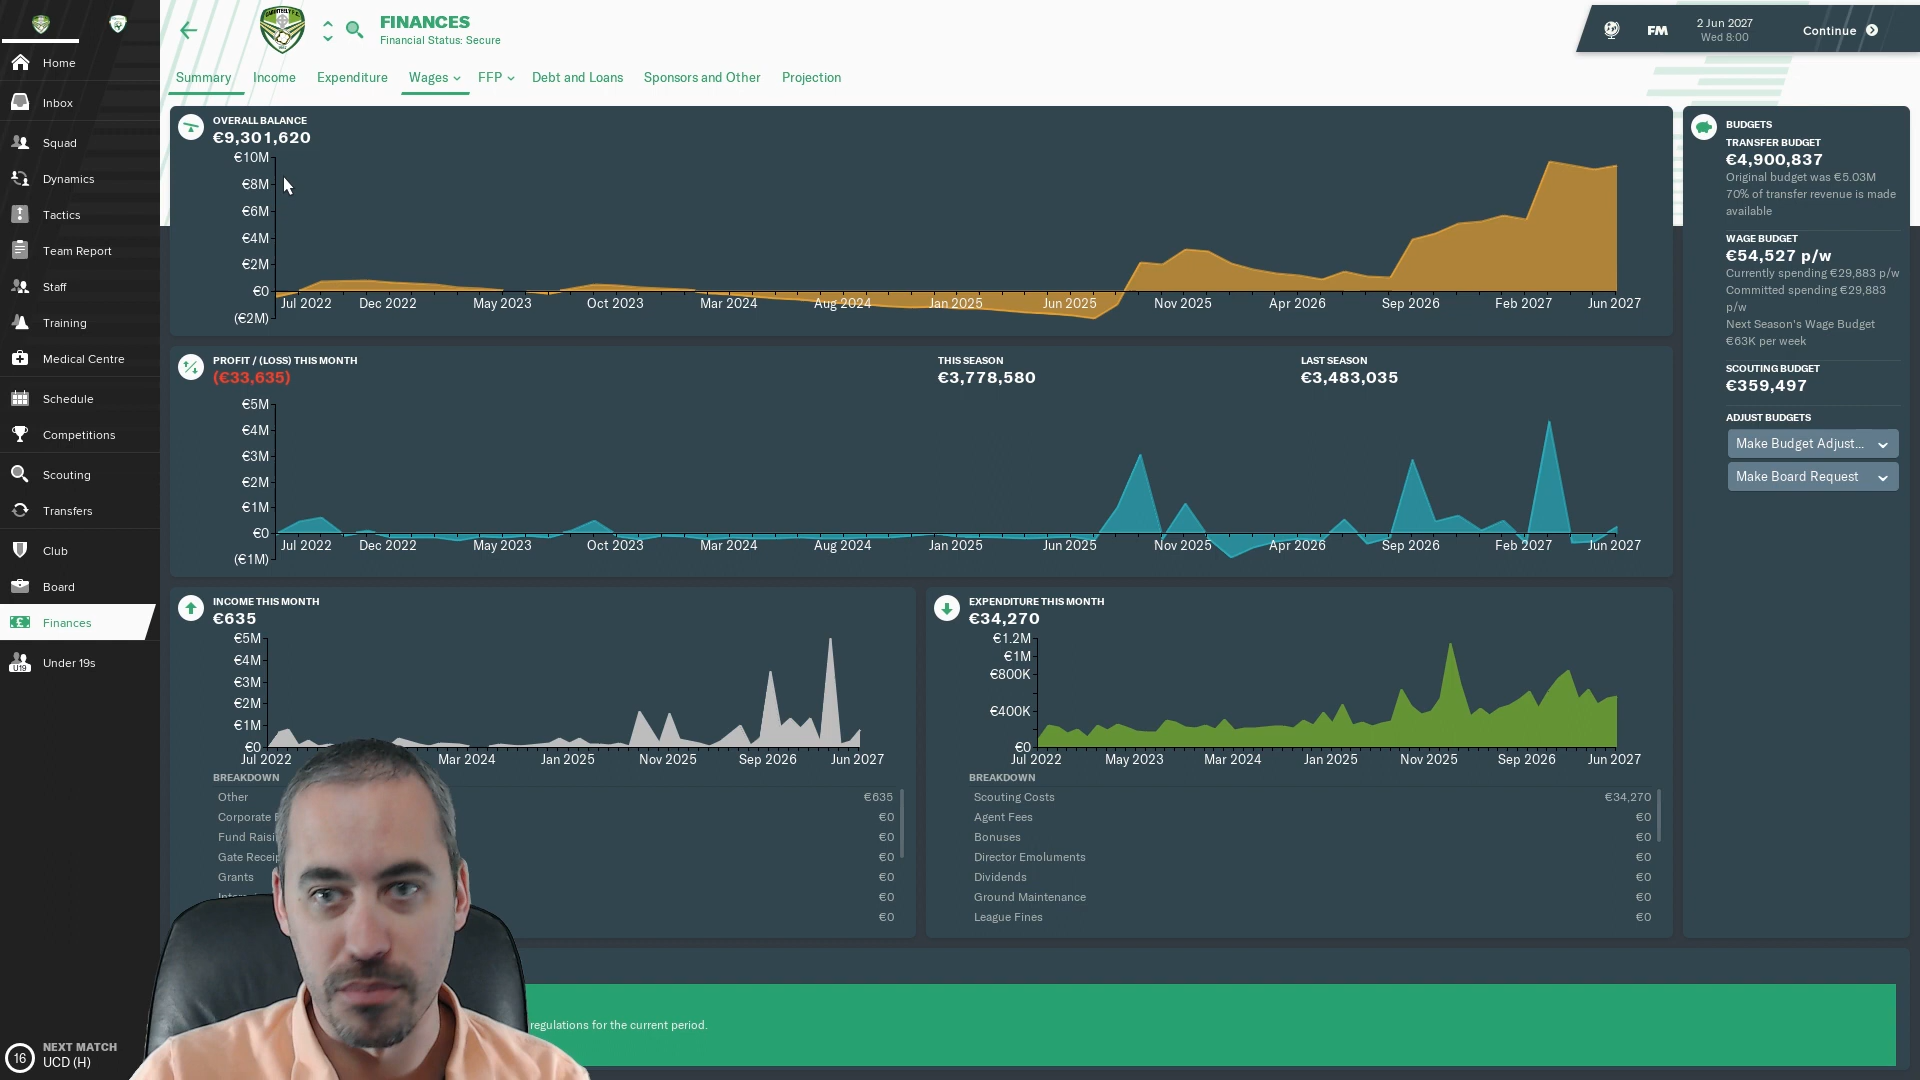 FINANCES
Financial Status: Secure
FM
2 Jun 2027
Wed 8:00
Continue
Summary
Income
Expenditure
Wages
FFP
Debt and Loans
Sponsors and Other
Projection
Home
Inbox
Squad
Dynamics
Tactics
Team Report
Staff
Training
Medical Centre
Schedule
Competitions
Scouting
Transfers
Club
Board
Finances
U19
Under 19s
16
NEXT MATCH
UCD (H)
OVERALL BALANCE
€9,301,620
€10M
€8M
€6M
€4M
€2M
€0
(€2M)
Jul 2022 Dec 2022 May 2023 Oct 2023 Mar 2024 Aug 2024 Jan 2025 Jun 2025 Nov 2025 Apr 2026 Sep 2026 Feb 2027 Jun 2027
PROFIT / (LOSS) THIS MONTH
(€33,635)
THIS SEASON
€3,778,580
LAST SEASON
€3,483,035
€5M
€4M
€3M
€2M
€1M
€0
(€1M)
Jul 2022 Dec 2022 May 2023 Oct 2023 Mar 2024 Aug 2024 Jan 2025 Jun 2025 Nov 2025 Apr 2026 Sep 2026 Feb 2027 Jun 2027
INCOME THIS MONTH
€635
€5M
€4M
€3M
€2M
€1M
€0
Jul 2022 Mar 2024 Jan 2025 Nov 2025 Sep 2026 Jun 2027
BREAKDOWN
Other €635
Corporate €0
Fund €0
Gate €0
Grants €0
€0
€0
EXPENDITURE THIS MONTH
€34,270
€1.2M
€1M
€800K
€400K
€0
Jul 2022 May 2023 Mar 2024 Jan 2025 Nov 2025 Sep 2026 Jun 2027
BREAKDOWN
Scouting Costs €34,270
Agent Fees €0
Bonuses €0
Director Emoluments €0
Dividends €0
Ground Maintenance €0
League Fines €0
regulations for the current period.
BUDGETS
TRANSFER BUDGET
€4,900,837
Original budget was €5.03M
70% of transfer revenue is made
available
WAGE BUDGET
€54,527 p/w
Currently spending €29,883 p/w
Committed spending €29,883
p/w
Next Season's Wage Budget
€63K per week
SCOUTING BUDGET
€359,497
ADJUST BUDGETS
Make Budget Adjust...
Make Board Request